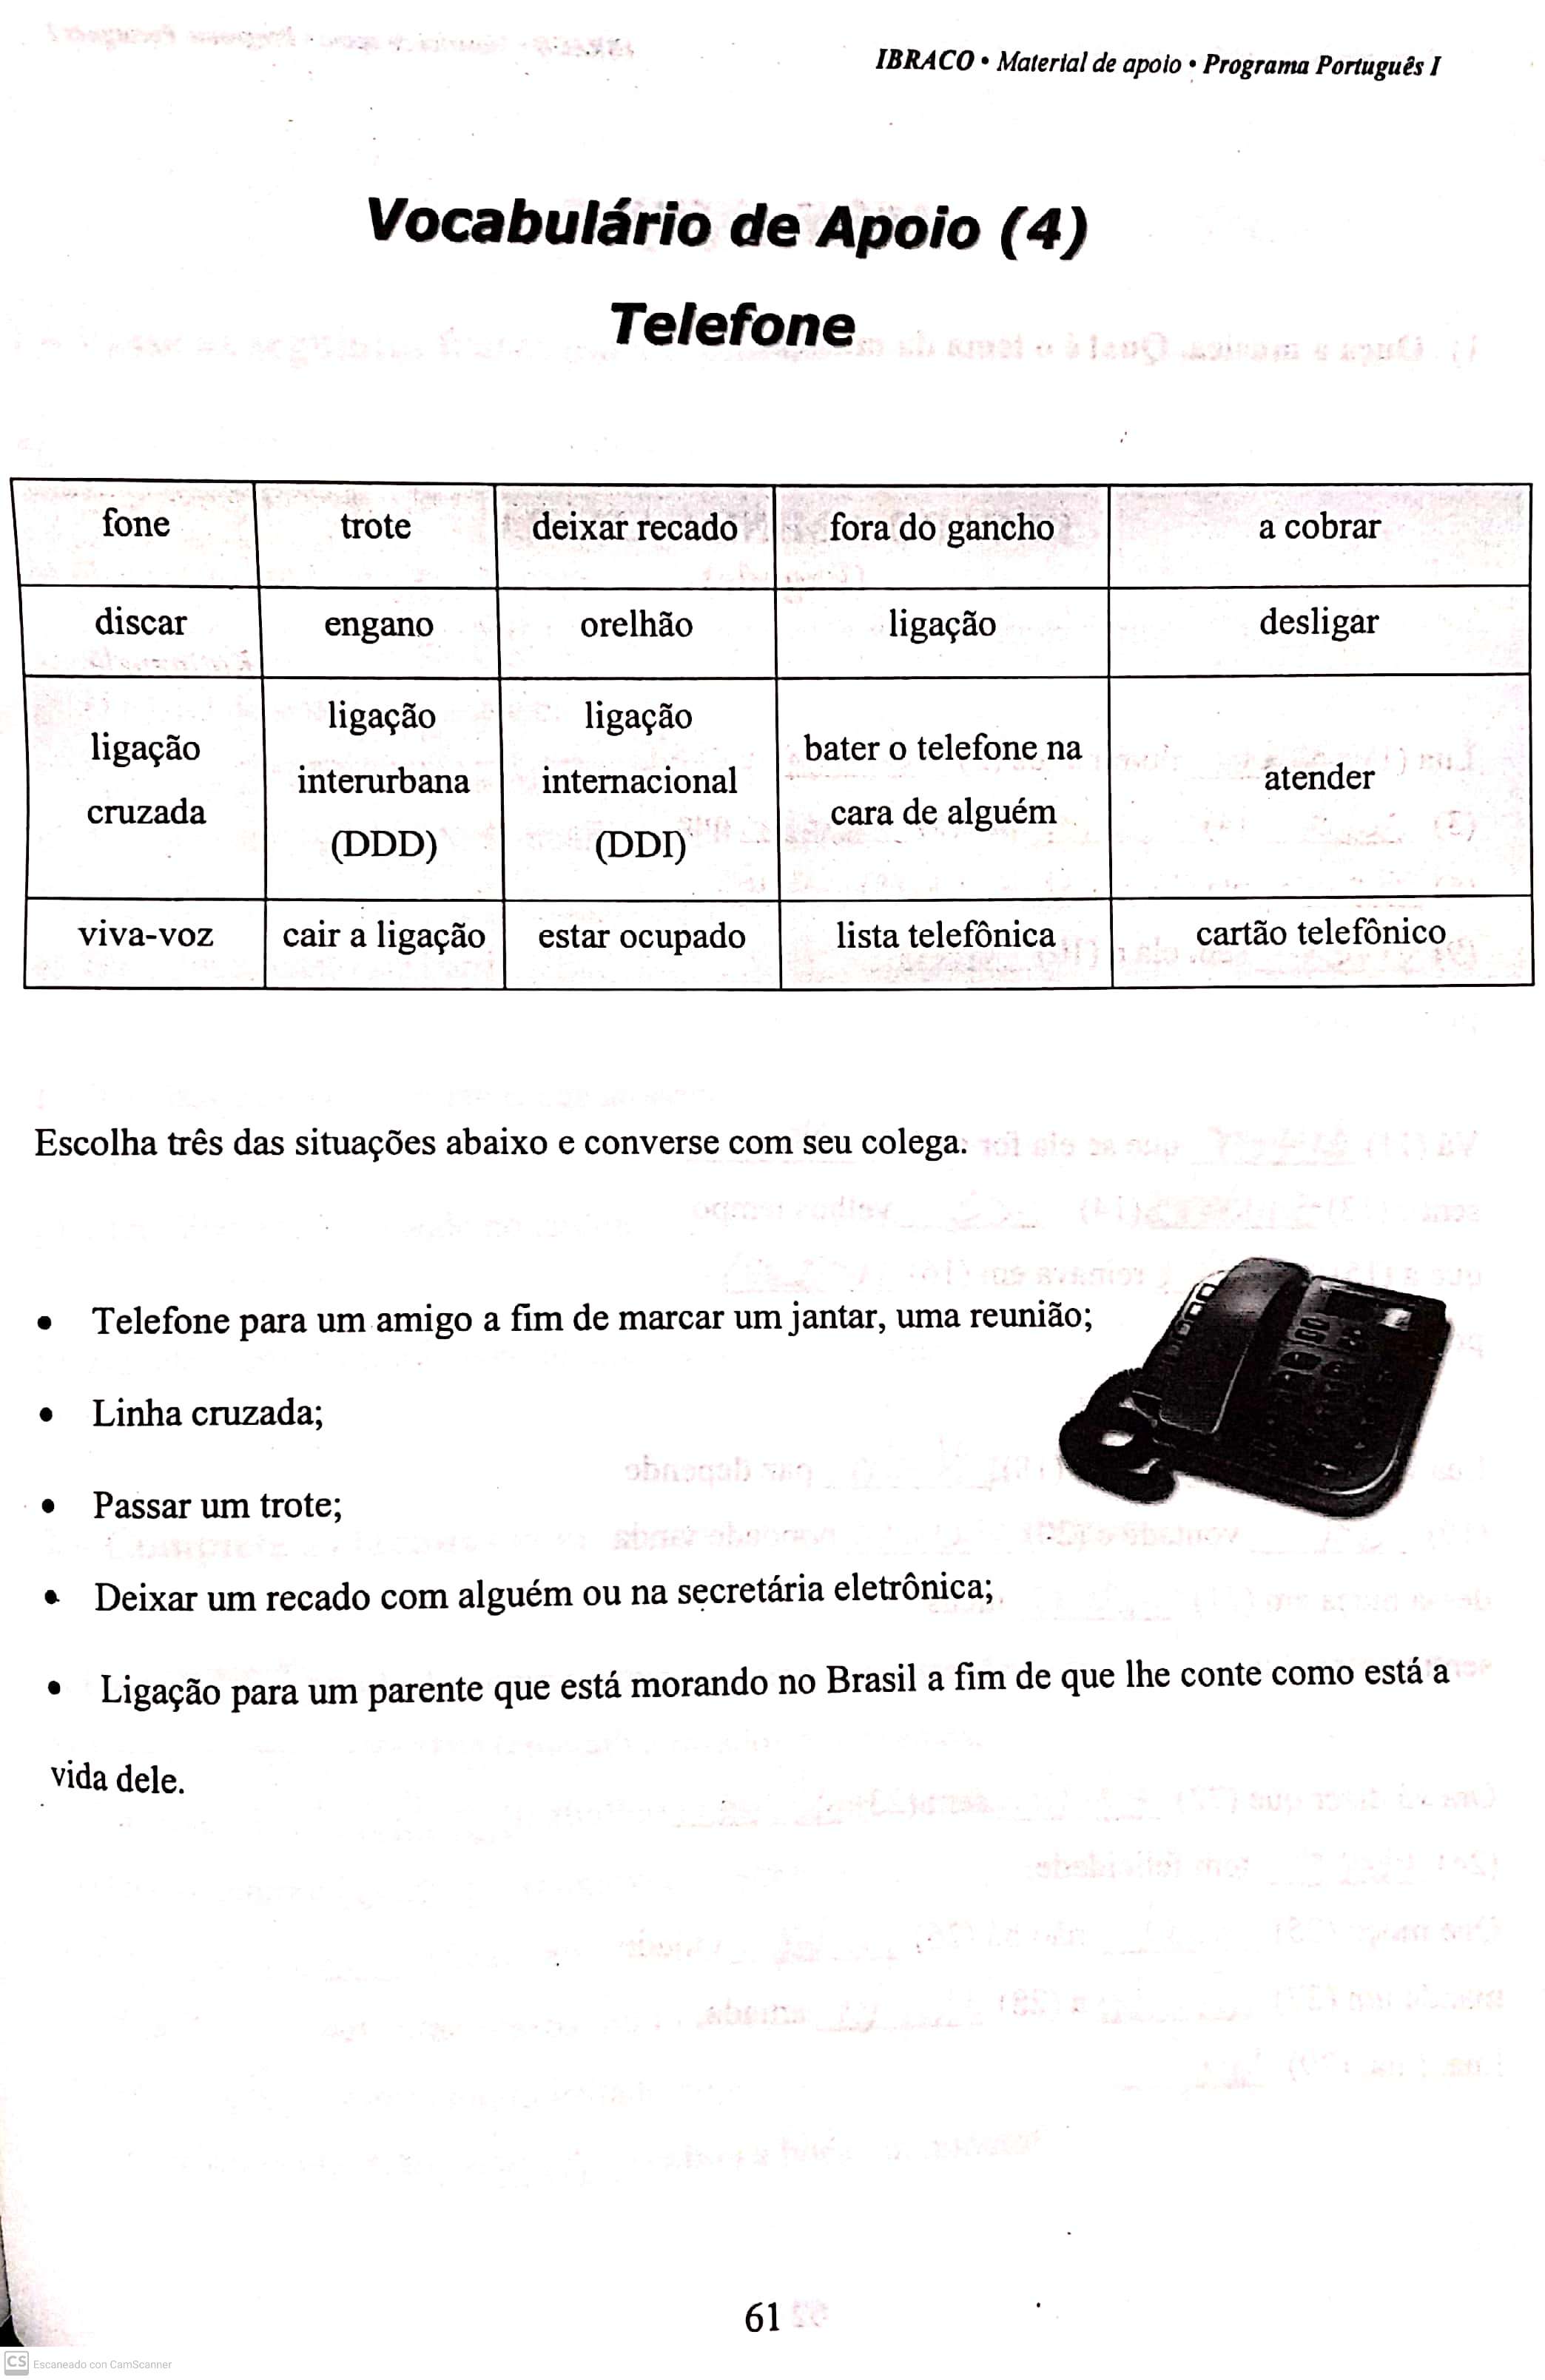 IBRACO • Material de apoio • Programa Português I
Vocabulário de Apoio (4)
Telefone
fone trote deixar recado fora do gancho a cobrar
discar engano orelhão ligação desligar
ligação cruzada ligação interurbana (DDD) ligação internacional (DDI) bater o telefone na cara de alguém atender
viva-voz cair a ligação estar ocupado lista telefônica cartão telefônico
Escolha três das situações abaixo e converse com seu colega.
• Telefone para um amigo a fim de marcar um jantar, uma reunião;
• Linha cruzada;
• Passar um trote;
• Deixar um recado com alguém ou na secretária eletrônica;
• Ligação para um parente que está morando no Brasil a fim de que lhe conte como está a
vida dele.
61
CS Escaneado con CamScanner